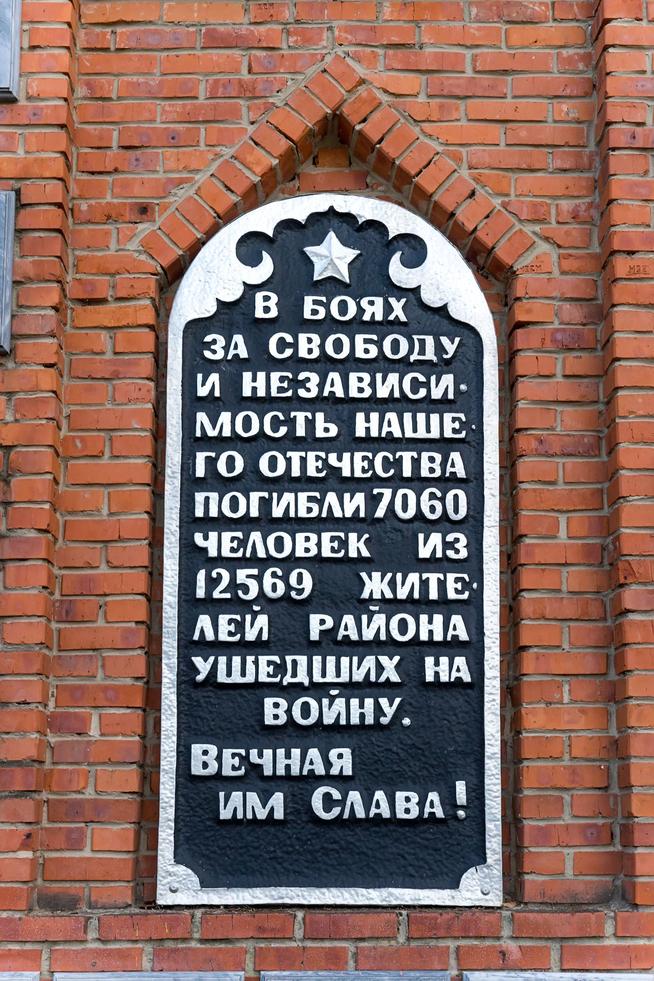 В БОЯХ
ЗА СВОБОДУ
И НЕЗАВИСИ-
МОСТЬ НАШЕ-
ГО ОТЕЧЕСТВА
ПОГИБЛИ 7060
ЧЕЛОВЕК ИЗ
12569 ЖИТЕ-
ЛЕЙ РАЙОНА
УШЕДШИХ НА
ВОЙНУ.
ВЕЧНАЯ
ИМ СЛАВА!